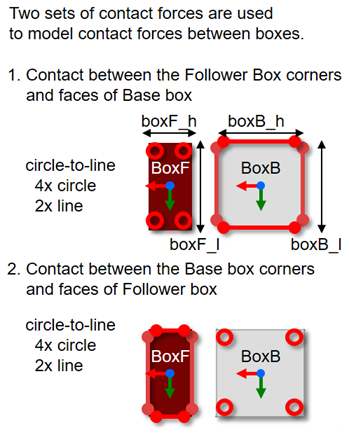 Two sets of contact forces are used
to model contact forces between boxes.
1. Contact between the Follower Box corners
and faces of Base box
boxF_h boxB_h
circle-to-line
4x circle
2x line
BoxF BoxB
boxF_l boxB_l
2. Contact between the Base box corners
and faces of Follower box
circle-to-line
4x circle
2x line
BoxF BoxB